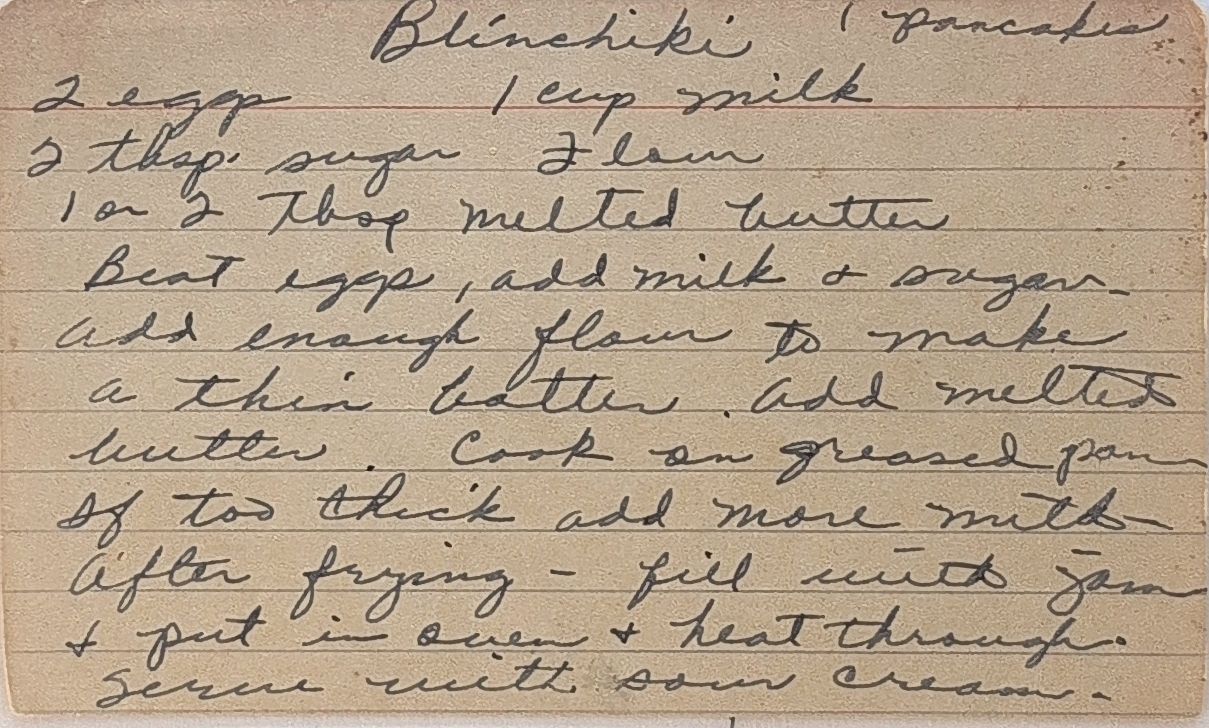 Blinchiki | pancakes
2 eggs 1 cup milk
2 tbsp. sugar Flour
1 or 2 Tbsp melted butter
Beat eggs, add milk & sugar -
add enough flour to make
a thin batter. add melted
butter. Cook on greased pan
If too thick add more milk
After frying - fill with jam
& put in oven & heat through.
Serve with sour cream.